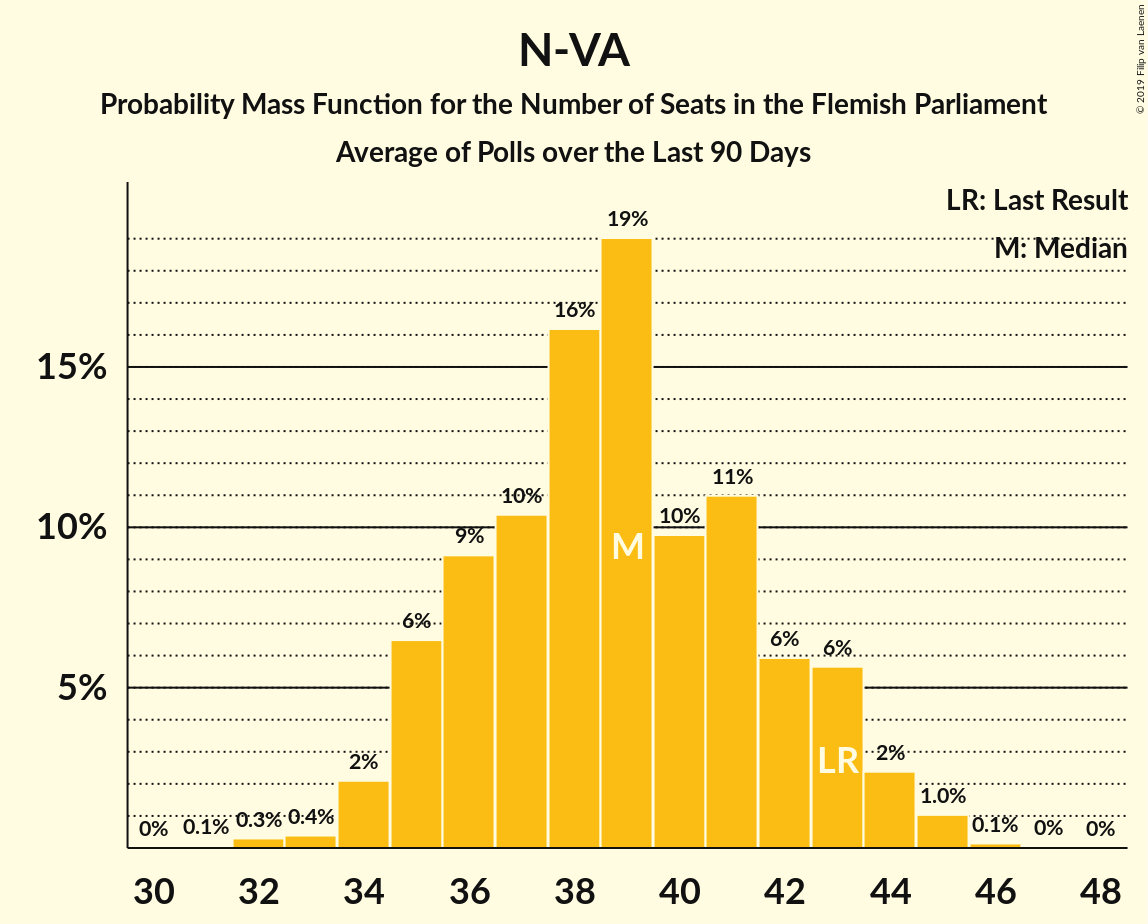 N-VA
Probability Mass Function for the Number of Seats in the Flemish Parliament
Average of Polls over the Last 90 Days
© 2019 Filip van Laenen
LR: Last Result
M: Median
19%
16%
15%
11%
10%
10%
10%
9%
M
6%
6%
6%
5%
2%
2%
LR
1.0%
0%
0.1%
0.3%
0.4%
0.1%
0%
0%
30 32 34 36 38 40 42 44 46 48